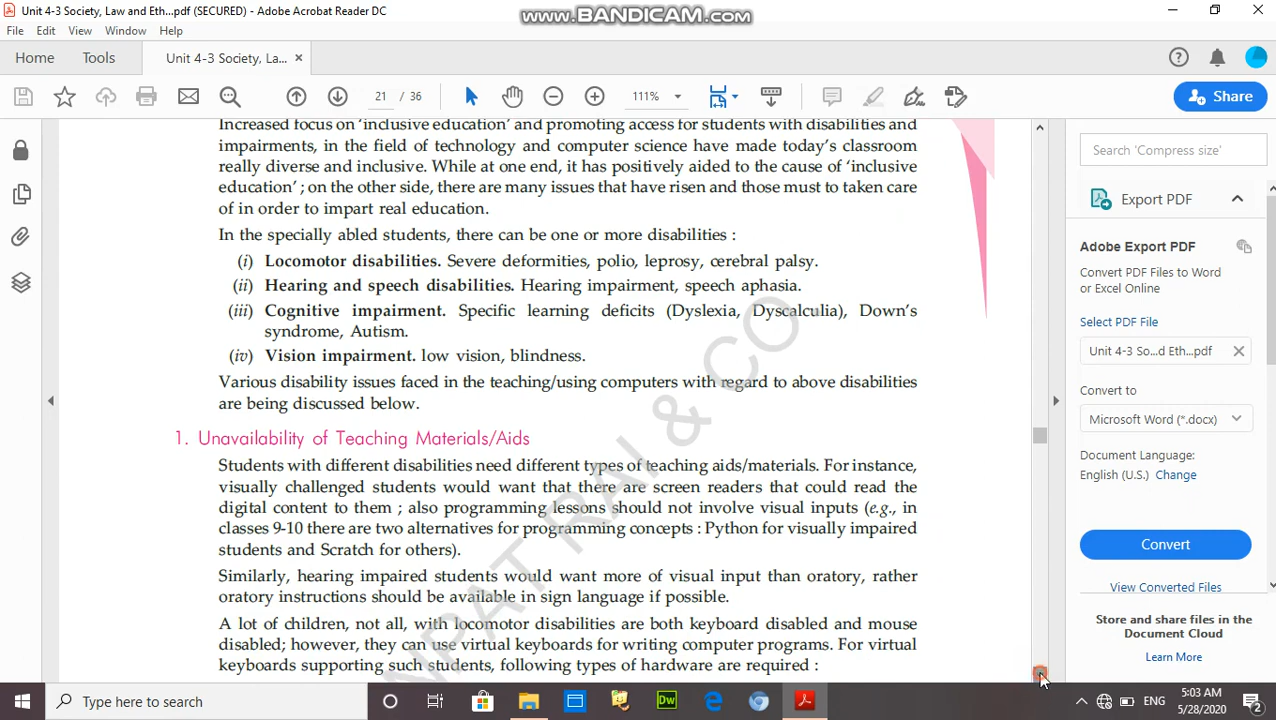 Unit 4-3 Society, Law and Eth...pdf (SECURED) - Adobe Acrobat Reader DC
www.BANDICAM.com
File Edit View Window Help
Home Tools Unit 4-3 Society, La... ×
21 / 36 111% Share
Increased focus on 'inclusive education' and promoting access for students with disabilities and
impairments, in the field of technology and computer science have made today's classroom
really diverse and inclusive. While at one end, it has positively aided to the cause of 'inclusive
education' ; on the other side, there are many issues that have risen and those must to taken care
of in order to impart real education.
In the specially abled students, there can be one or more disabilities :
(i) Locomotor disabilities. Severe deformities, polio, leprosy, cerebral palsy.
(ii) Hearing and speech disabilities. Hearing impairment, speech aphasia.
(iii) Cognitive impairment. Specific learning deficits (Dyslexia, Dyscalculia), Down's
syndrome, Autism.
(iv) Vision impairment. low vision, blindness.
Various disability issues faced in the teaching/using computers with regard to above disabilities
are being discussed below.
1. Unavailability of Teaching Materials/Aids
Students with different disabilities need different types of teaching aids/materials. For instance,
visually challenged students would want that there are screen readers that could read the
digital content to them ; also programming lessons should not involve visual inputs (e.g., in
classes 9-10 there are two alternatives for programming concepts : Python for visually impaired
students and Scratch for others).
Similarly, hearing impaired students would want more of visual input than oratory, rather
oratory instructions should be available in sign language if possible.
A lot of children, not all, with locomotor disabilities are both keyboard disabled and mouse
disabled; however, they can use virtual keyboards for writing computer programs. For virtual
keyboards supporting such students, following types of hardware are required :
NPAT RAI & CO
Search 'Compress size'
Export PDF
Adobe Export PDF
Convert PDF Files to Word
or Excel Online
Select PDF File
Unit 4-3 So...d Eth...pdf
Convert to
Microsoft Word (*.docx)
Document Language:
English (U.S.) Change
Convert
View Converted Files
Store and share files in the
Document Cloud
Learn More
Type here to search
Dw
ENG
5:03 AM
5/28/2020
2